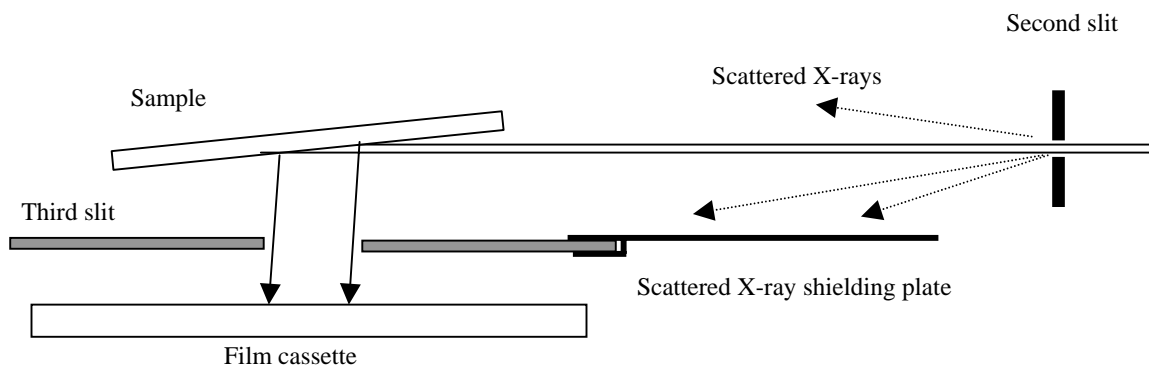 Second slit
Scattered X-rays
Sample
Third slit
Scattered X-ray shielding plate
Film cassette